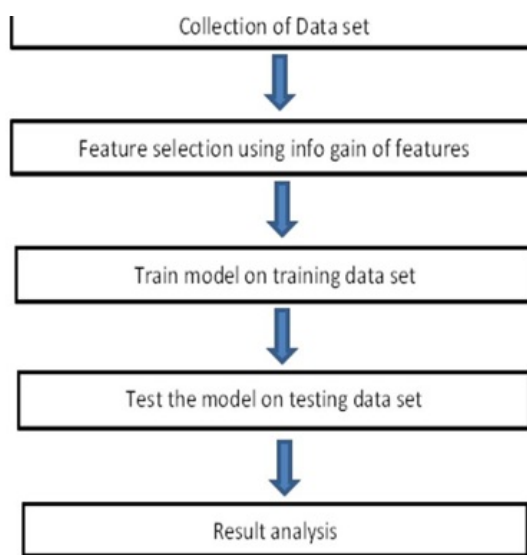 Collection of Data set
Feature selection using info gain of features
Train model on training data set
Test the model on testing data set
Result analysis